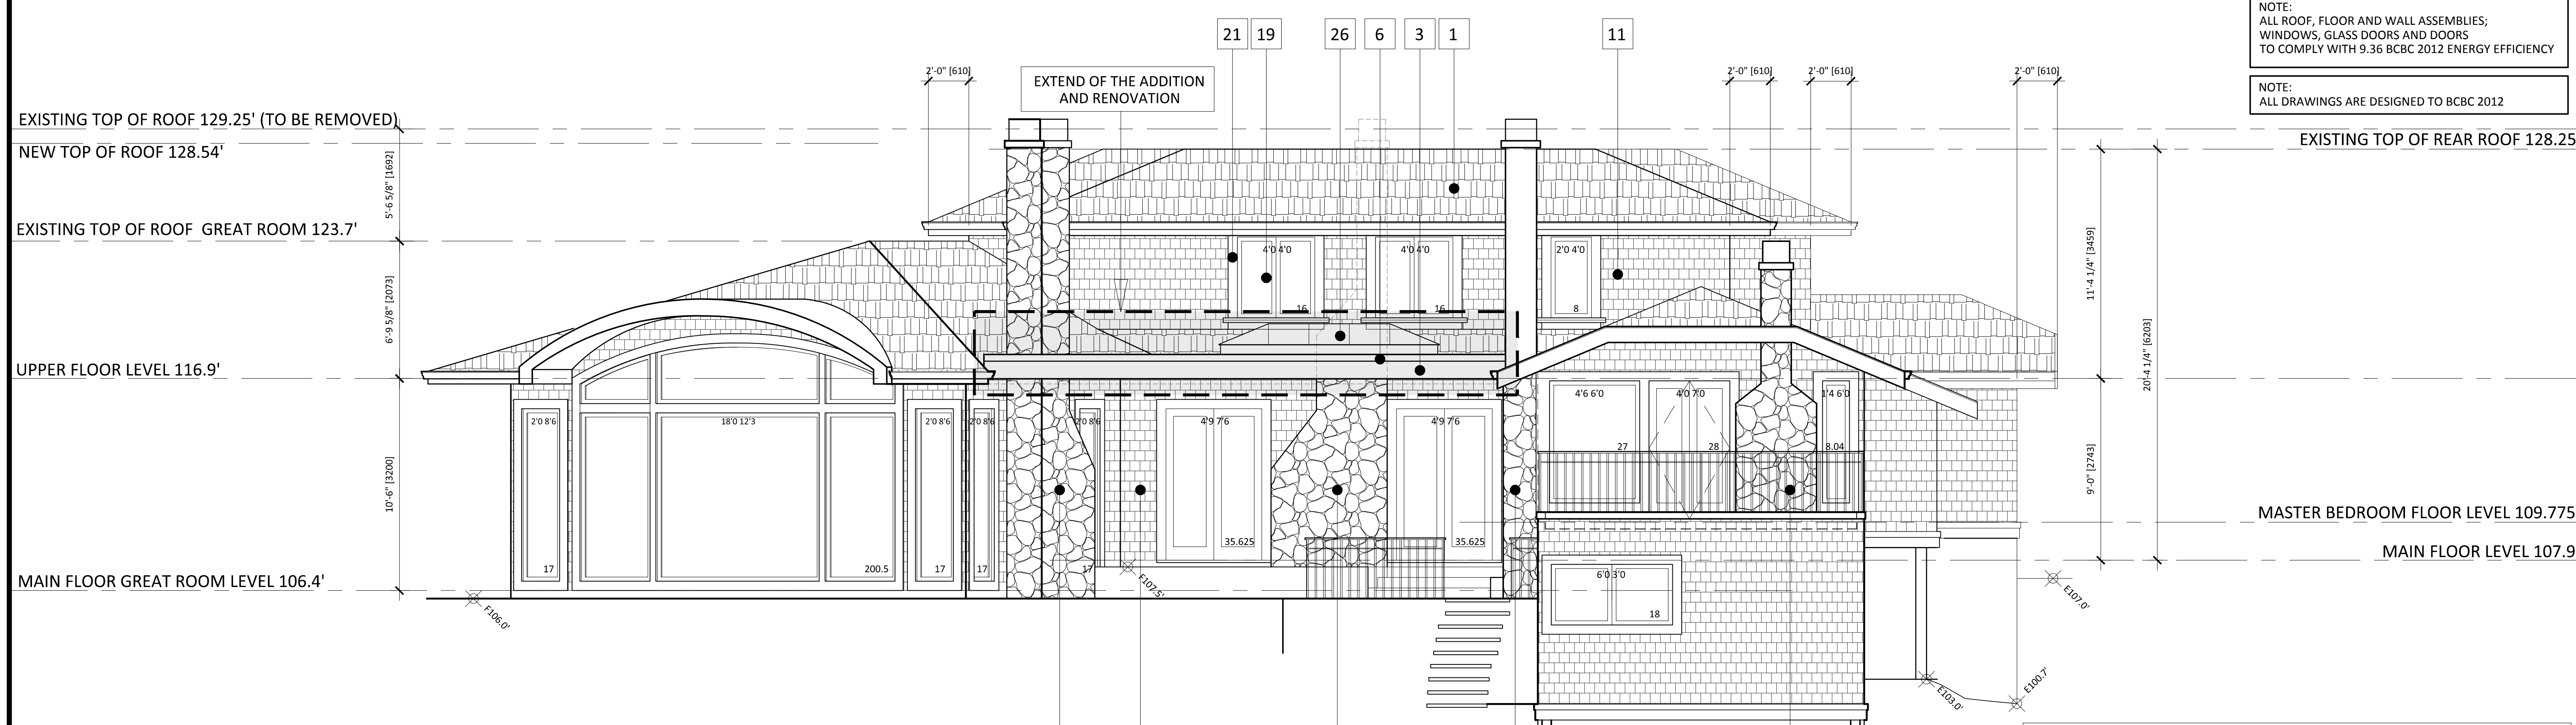 NOTE:
ALL ROOF, FLOOR AND WALL ASSEMBLIES;
WINDOWS, GLASS DOORS AND DOORS
TO COMPLY WITH 9.36 BCBC 2012 ENERGY EFFICIENCY
NOTE:
ALL DRAWINGS ARE DESIGNED TO BCBC 2012
21
19
26
6
3
1
11
2'-0" [610]
2'-0" [610]
2'-0" [610]
2'-0" [610]
EXTEND OF THE ADDITION
AND RENOVATION
EXISTING TOP OF ROOF 129.25' (TO BE REMOVED)
NEW TOP OF ROOF 128.54'
EXISTING TOP OF ROOF GREAT ROOM 123.7'
UPPER FLOOR LEVEL 116.9'
MAIN FLOOR GREAT ROOM LEVEL 106.4'
5'-6 5/8" [1692]
6'-9 5/8" [2073]
10'-6" [3200]
EXISTING TOP OF REAR ROOF 128.25
MASTER BEDROOM FLOOR LEVEL 109.775
MAIN FLOOR LEVEL 107.9
11'-4 1/4" [3459]
20'-4 1/4" [6203]
9'-0" [2743]
4'0 4'0
4'0 4'0
2'0 4'0
16
16
8
2'0 8'6
18'0 12'3
2'0 8'6
2'0 8'6
2'0 8'6
4'9 7'6
4'9 7'6
4'6 6'0
4'0 7'0
1'4 6'0
27
28
8.04
17
200.5
17
17
17
35.625
35.625
6'0 3'0
18
F106.0'
F107.5'
E107.0'
E103.0'
E100.7'